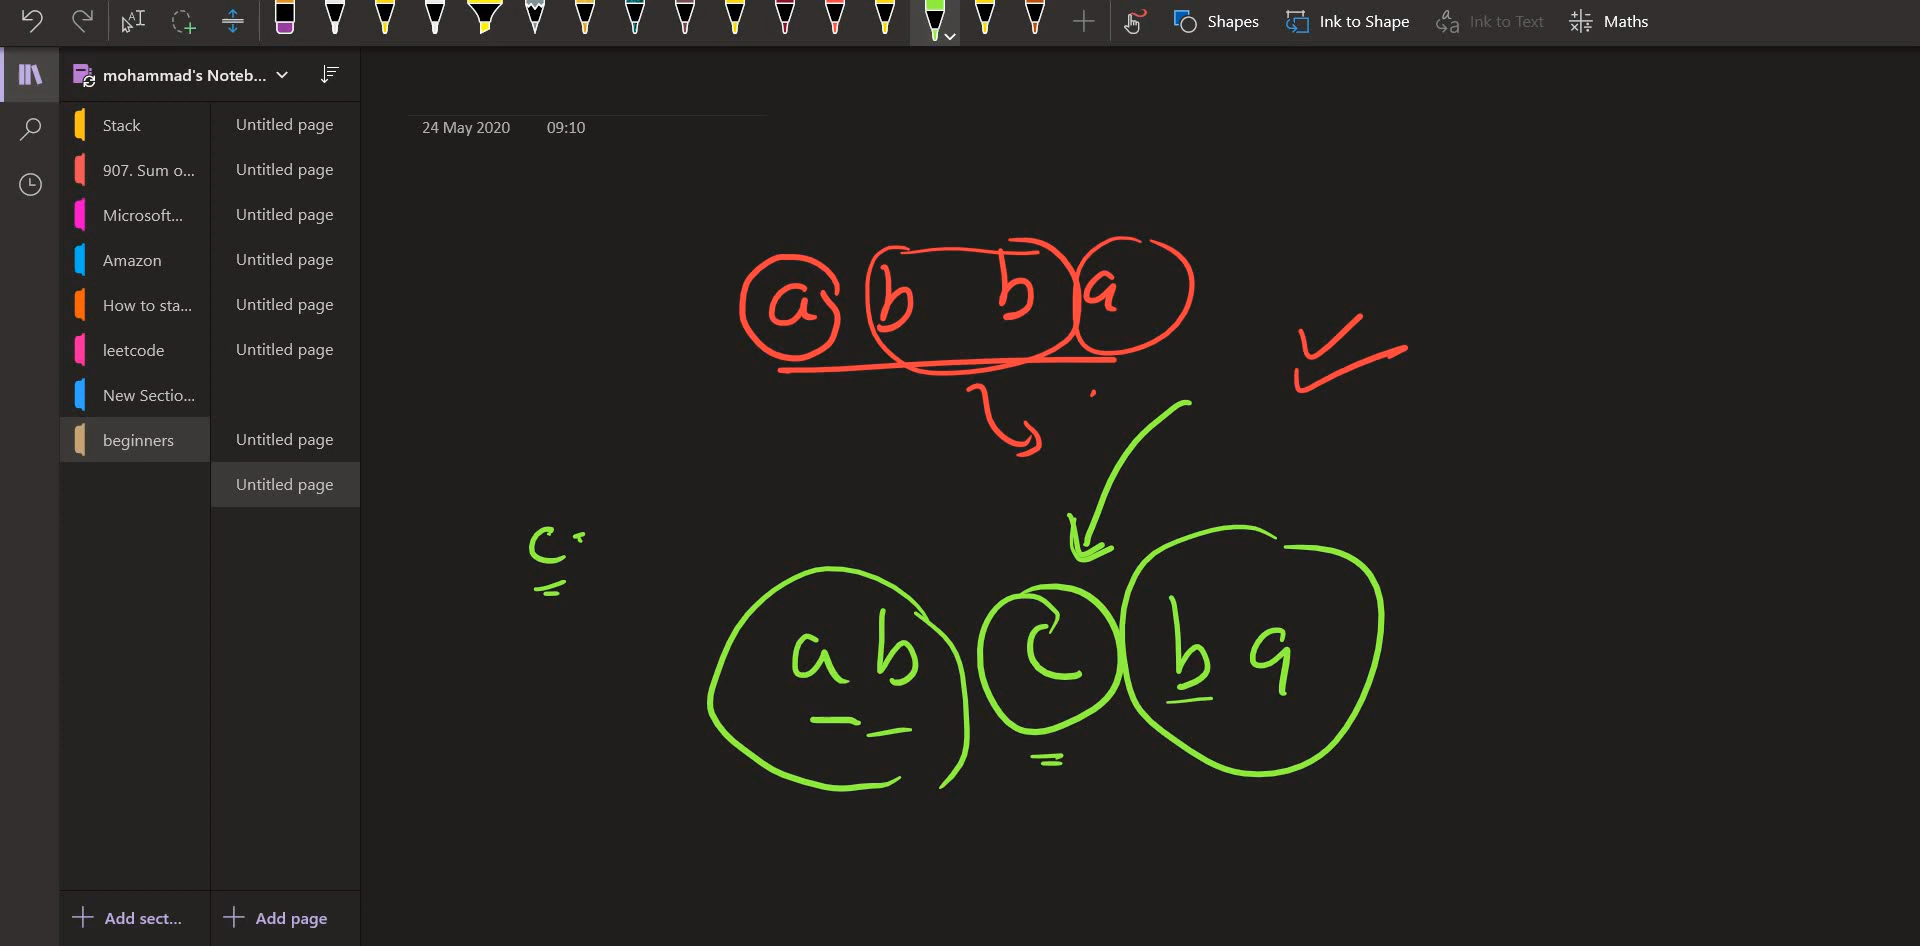 Shapes Ink to Shape Ink to Text Maths
mohammad's Noteb...
Stack
907. Sum o...
Microsoft...
Amazon
How to sta...
leetcode
New Sectio...
beginners
Untitled page
Untitled page
Untitled page
Untitled page
Untitled page
Untitled page
Untitled page
Untitled page
Add sect...
Add page
24 May 2020 09:10
a b b a
c
a b c b a